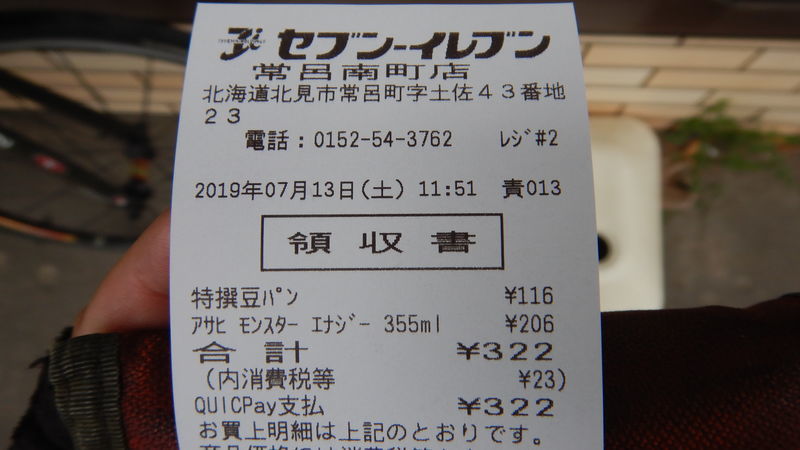 セブン-イレブン
常呂南町店
北海道北見市常呂町字土佐43番地
23
電話:0152-54-3762 レジ#2
2019年07月13日(土) 11:51 責013
領収書
特撰豆パン ¥116
アサヒ モンスター エナジー 355ml ¥206
合計 ¥322
(内消費税等 ¥23)
QUICPay支払 ¥322
お買上明細は上記のとおりです。